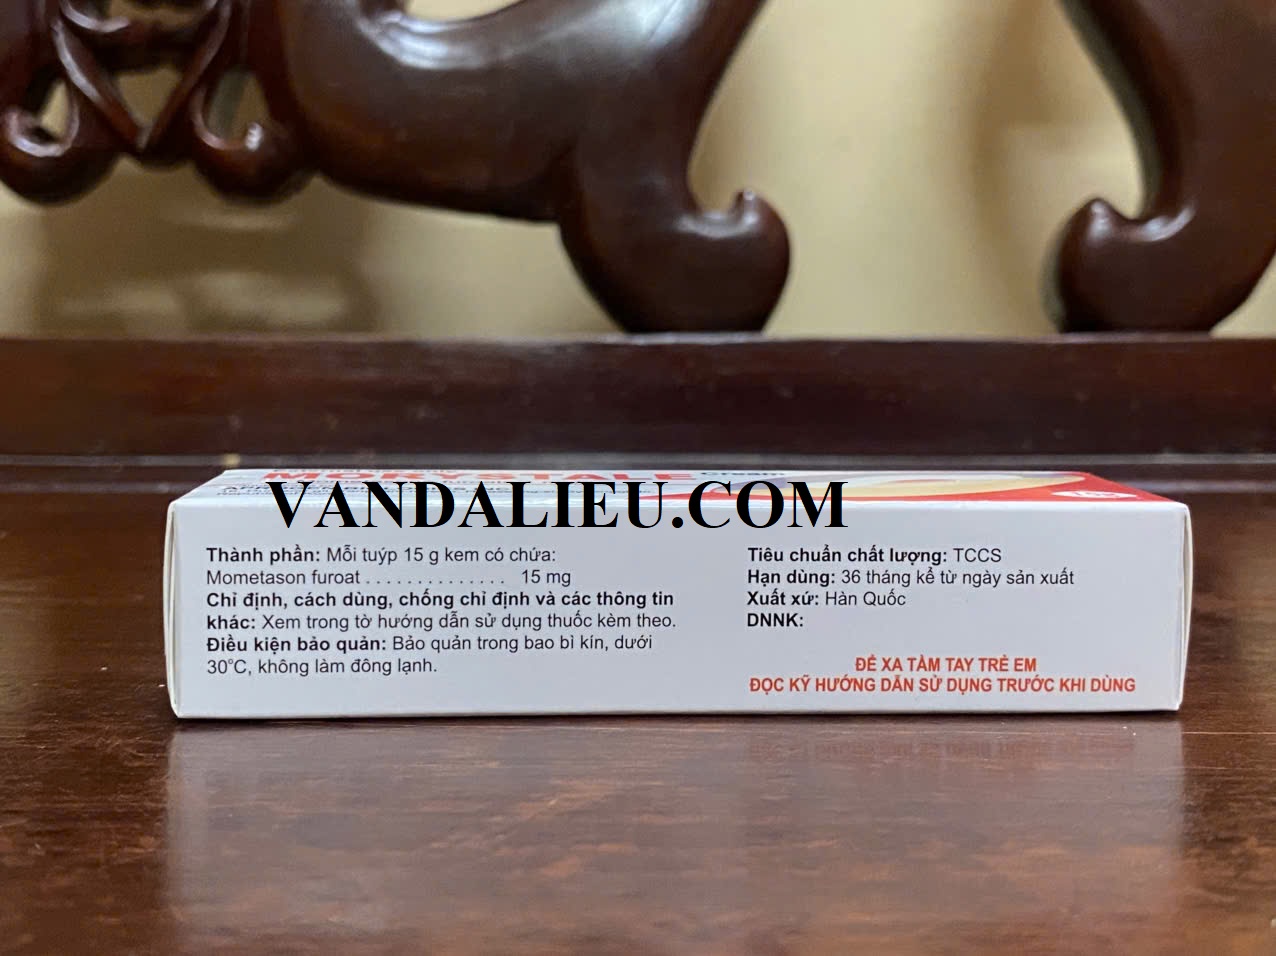 MORYSTALE Cream
VANDALIEU.COM
Thành phần: Mỗi tuýp 15 g kem có chứa:
Mometason furoat . . . . . . . . . . . . . . 15 mg
Chỉ định, cách dùng, chống chỉ định và các thông tin
khác: Xem trong tờ hướng dẫn sử dụng thuốc kèm theo.
Điều kiện bảo quản: Bảo quản trong bao bì kín, dưới
30°C, không làm đông lạnh.
Tiêu chuẩn chất lượng: TCCS
Hạn dùng: 36 tháng kể từ ngày sản xuất
Xuất xứ: Hàn Quốc
DNNK:
ĐỂ XA TẦM TAY TRẺ EM
ĐỌC KỸ HƯỚNG DẪN SỬ DỤNG TRƯỚC KHI DÙNG